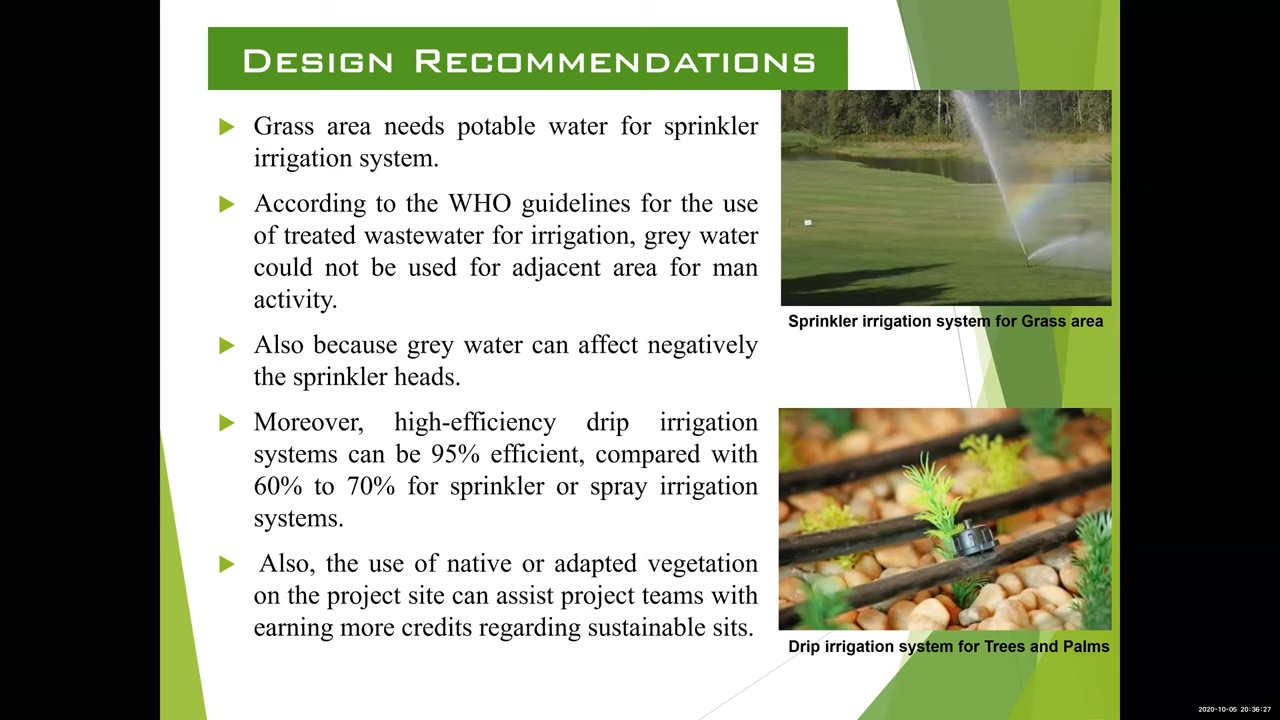 DESIGN RECOMMENDATIONS
Grass area needs potable water for sprinkler
irrigation system.
According to the WHO guidelines for the use
of treated wastewater for irrigation, grey water
could not be used for adjacent area for man
activity.
Also because grey water can affect negatively
the sprinkler heads.
Moreover, high-efficiency drip irrigation
systems can be 95% efficient, compared with
60% to 70% for sprinkler or spray irrigation
systems.
Also, the use of native or adapted vegetation
on the project site can assist project teams with
earning more credits regarding sustainable sits.
Sprinkler irrigation system for Grass area
Drip irrigation system for Trees and Palms
2020-10-05 20:36:27